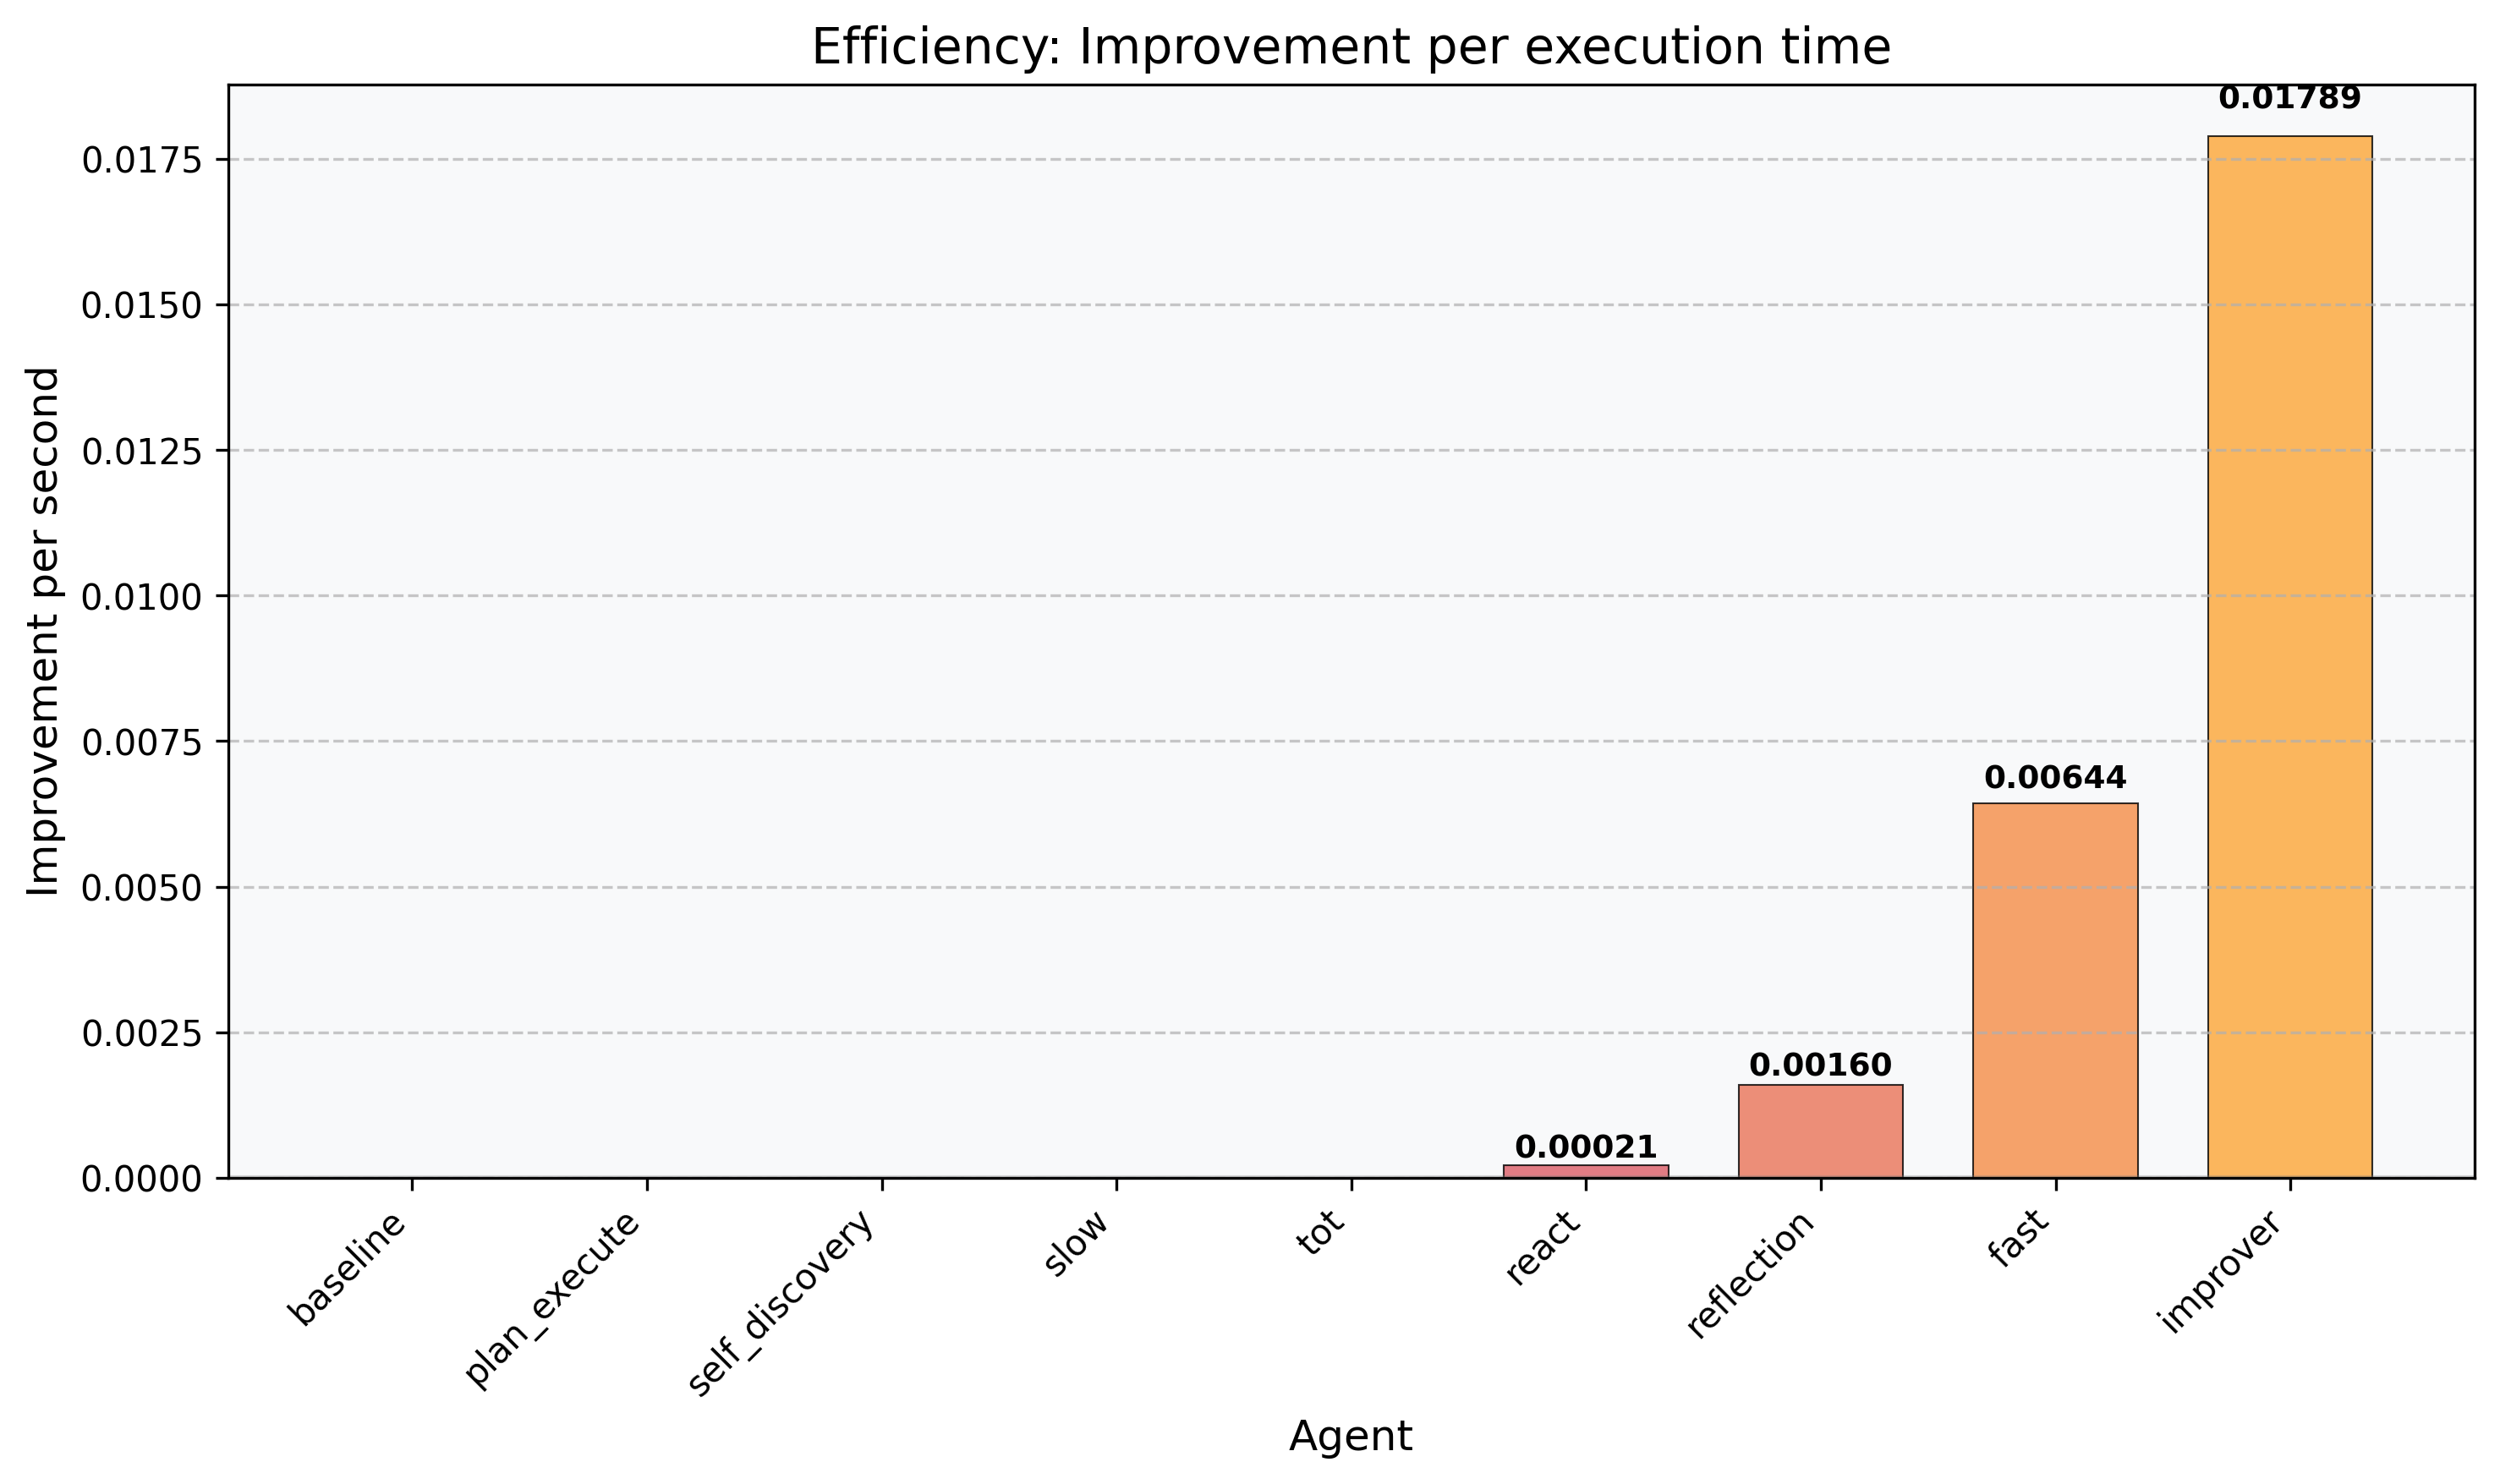 Efficiency: Improvement per execution time
Improvement per second
0.0175
0.0150
0.0125
0.0100
0.0075
0.0050
0.0025
0.0000
0.00021
0.00160
0.00644
0.01789
baseline
plan_execute
self_discovery
slow
tot
react
reflection
fast
improver
Agent